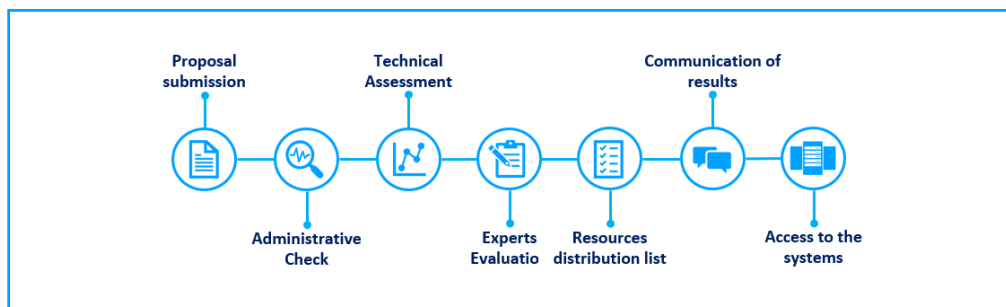 Proposal
submission
Administrative
Check
Technical
Assessment
Experts
Evaluatio
Resources
distribution list
Communication of
results
Access to the
systems